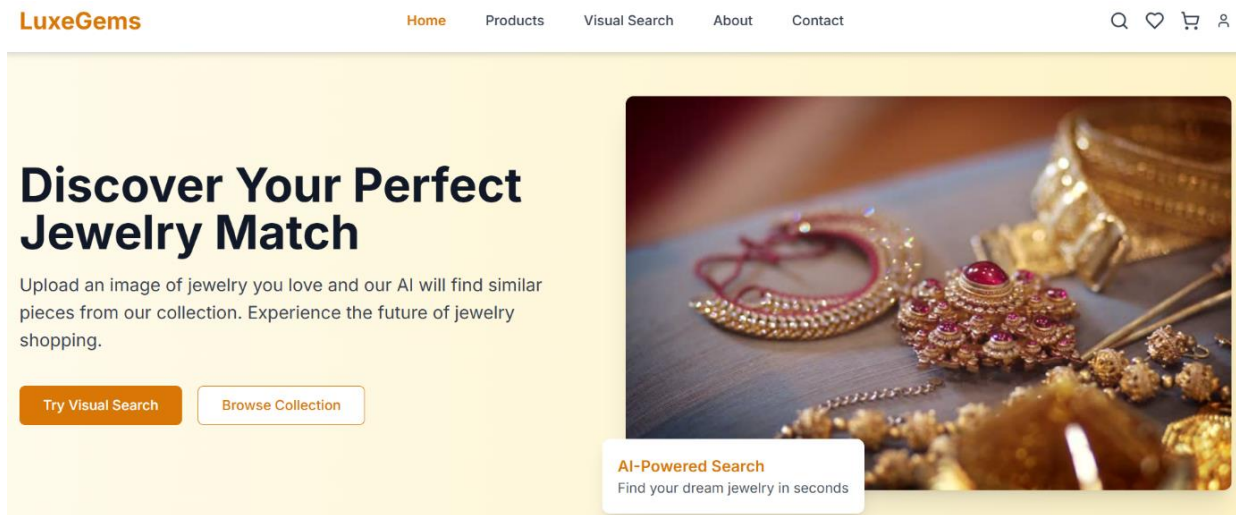 LuxeGems
Home Products Visual Search About Contact
Discover Your Perfect
Jewelry Match
Upload an image of jewelry you love and our AI will find similar
pieces from our collection. Experience the future of jewelry
shopping.
Try Visual Search Browse Collection
AI-Powered Search
Find your dream jewelry in seconds